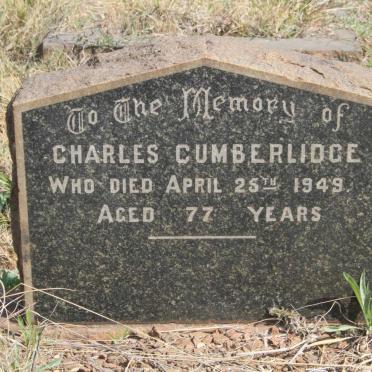 To The Memory of
CHARLES CUMBERLIDGE
WHO DIED APRIL 25TH 1949.
AGED 77 YEARS